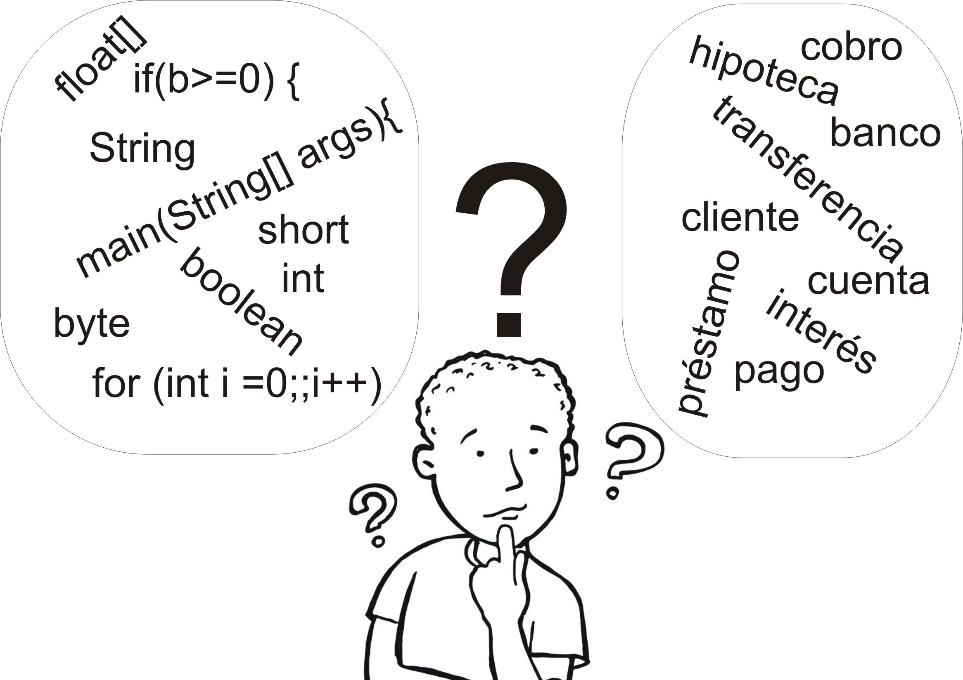 float[]
if(b>=0) {
String
main(String[] args){
short
boolean
int
byte
for (int i =0;;i++)
?
?
?
cobro
hipoteca
banco
transferencia
cliente
cuenta
préstamo
interés
pago